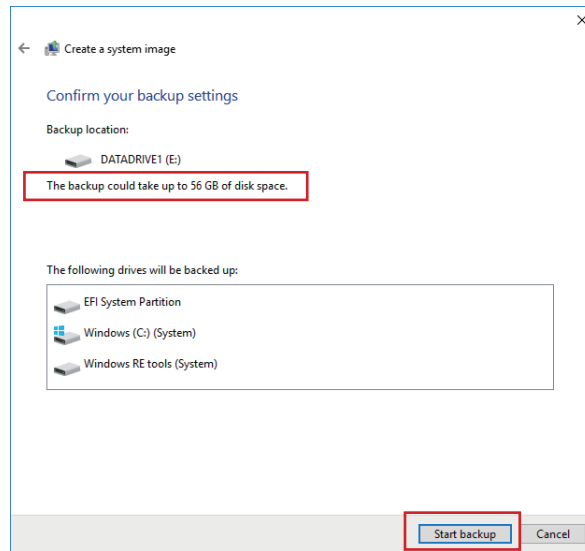 Create a system image
Confirm your backup settings
Backup location:
DATADRIVE1 (E:)
The backup could take up to 56 GB of disk space.
The following drives will be backed up:
EFI System Partition
Windows (C:) (System)
Windows RE tools (System)
Start backup
Cancel